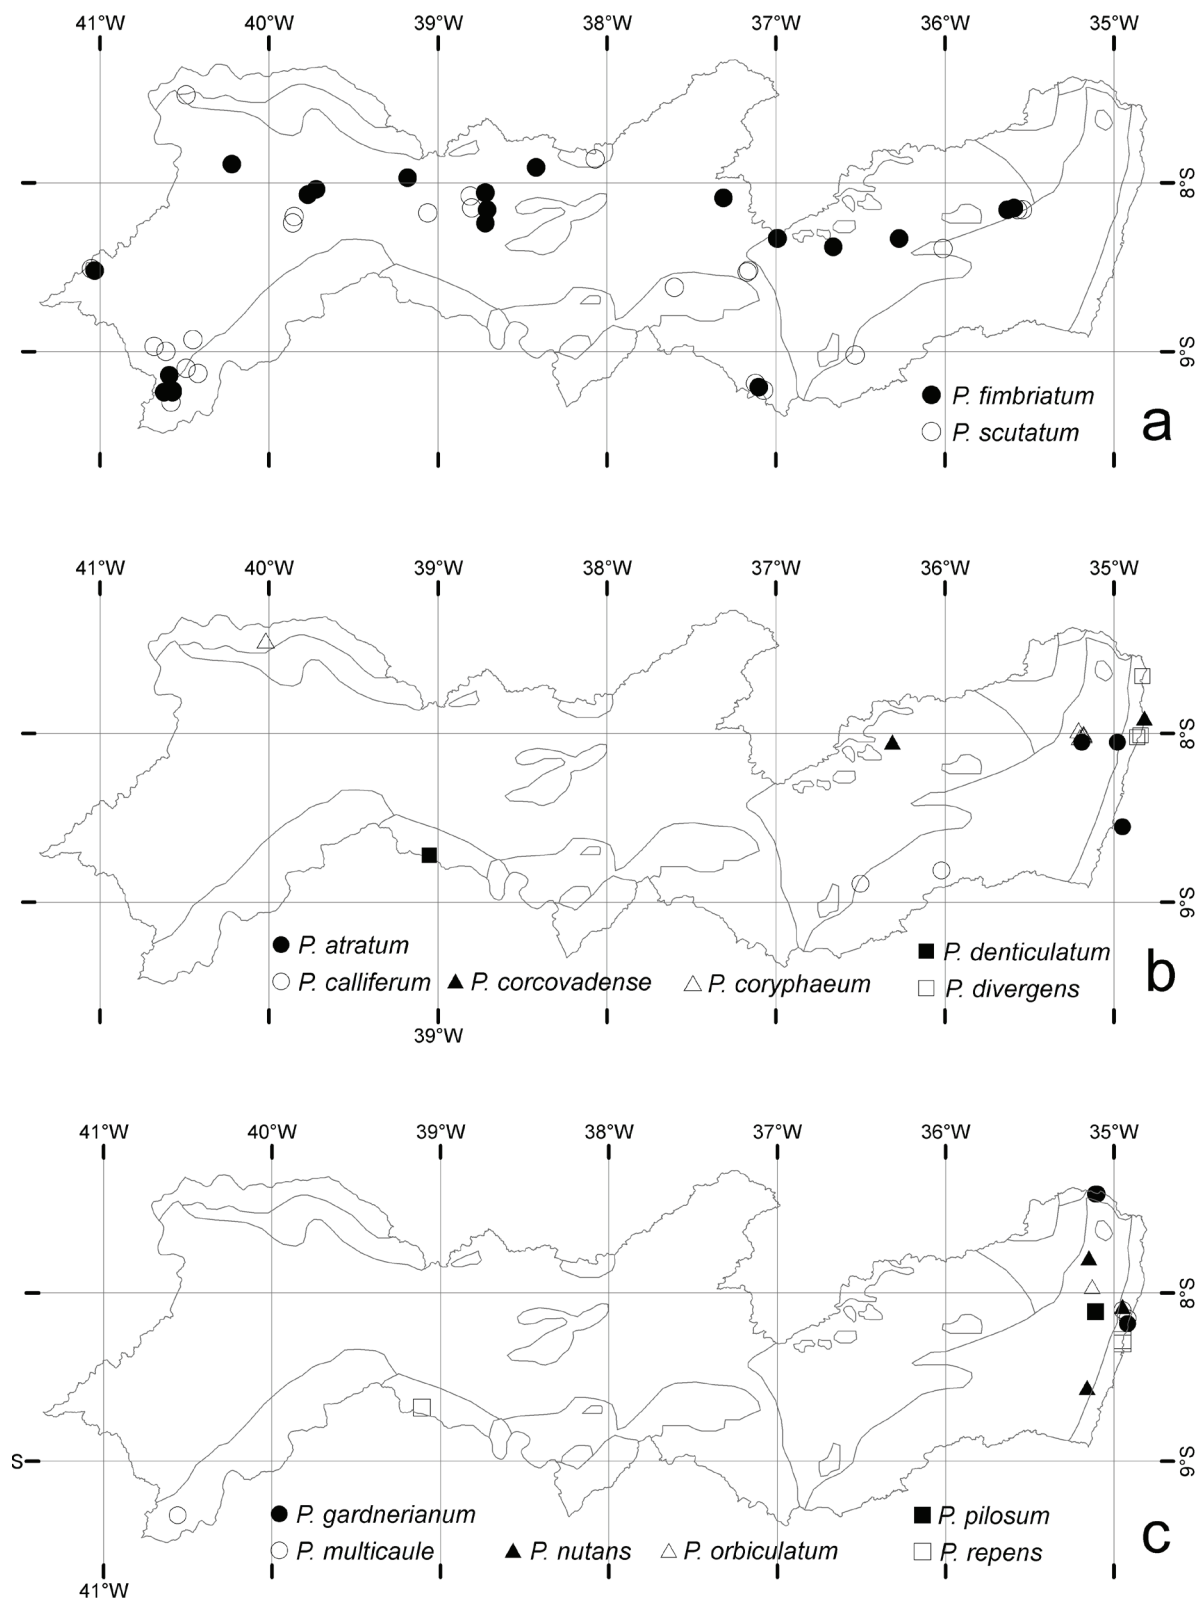 41°W 40°W 39°W 38°W 37°W 36°W 35°W
8°S
9°S
P. fimbriatum
P. scutatum
a
41°W 40°W 39°W 38°W 37°W 36°W 35°W
8°S
9°S
P. atratum
P. calliferum
P. corcovadense
P. coryphaeum
P. denticulatum
P. divergens
b
39°W
41°W 40°W 39°W 38°W 37°W 36°W 35°W
8°S
S
9°S
P. gardnerianum
P. multicaule
P. nutans
P. orbiculatum
P. pilosum
P. repens
c
41°W